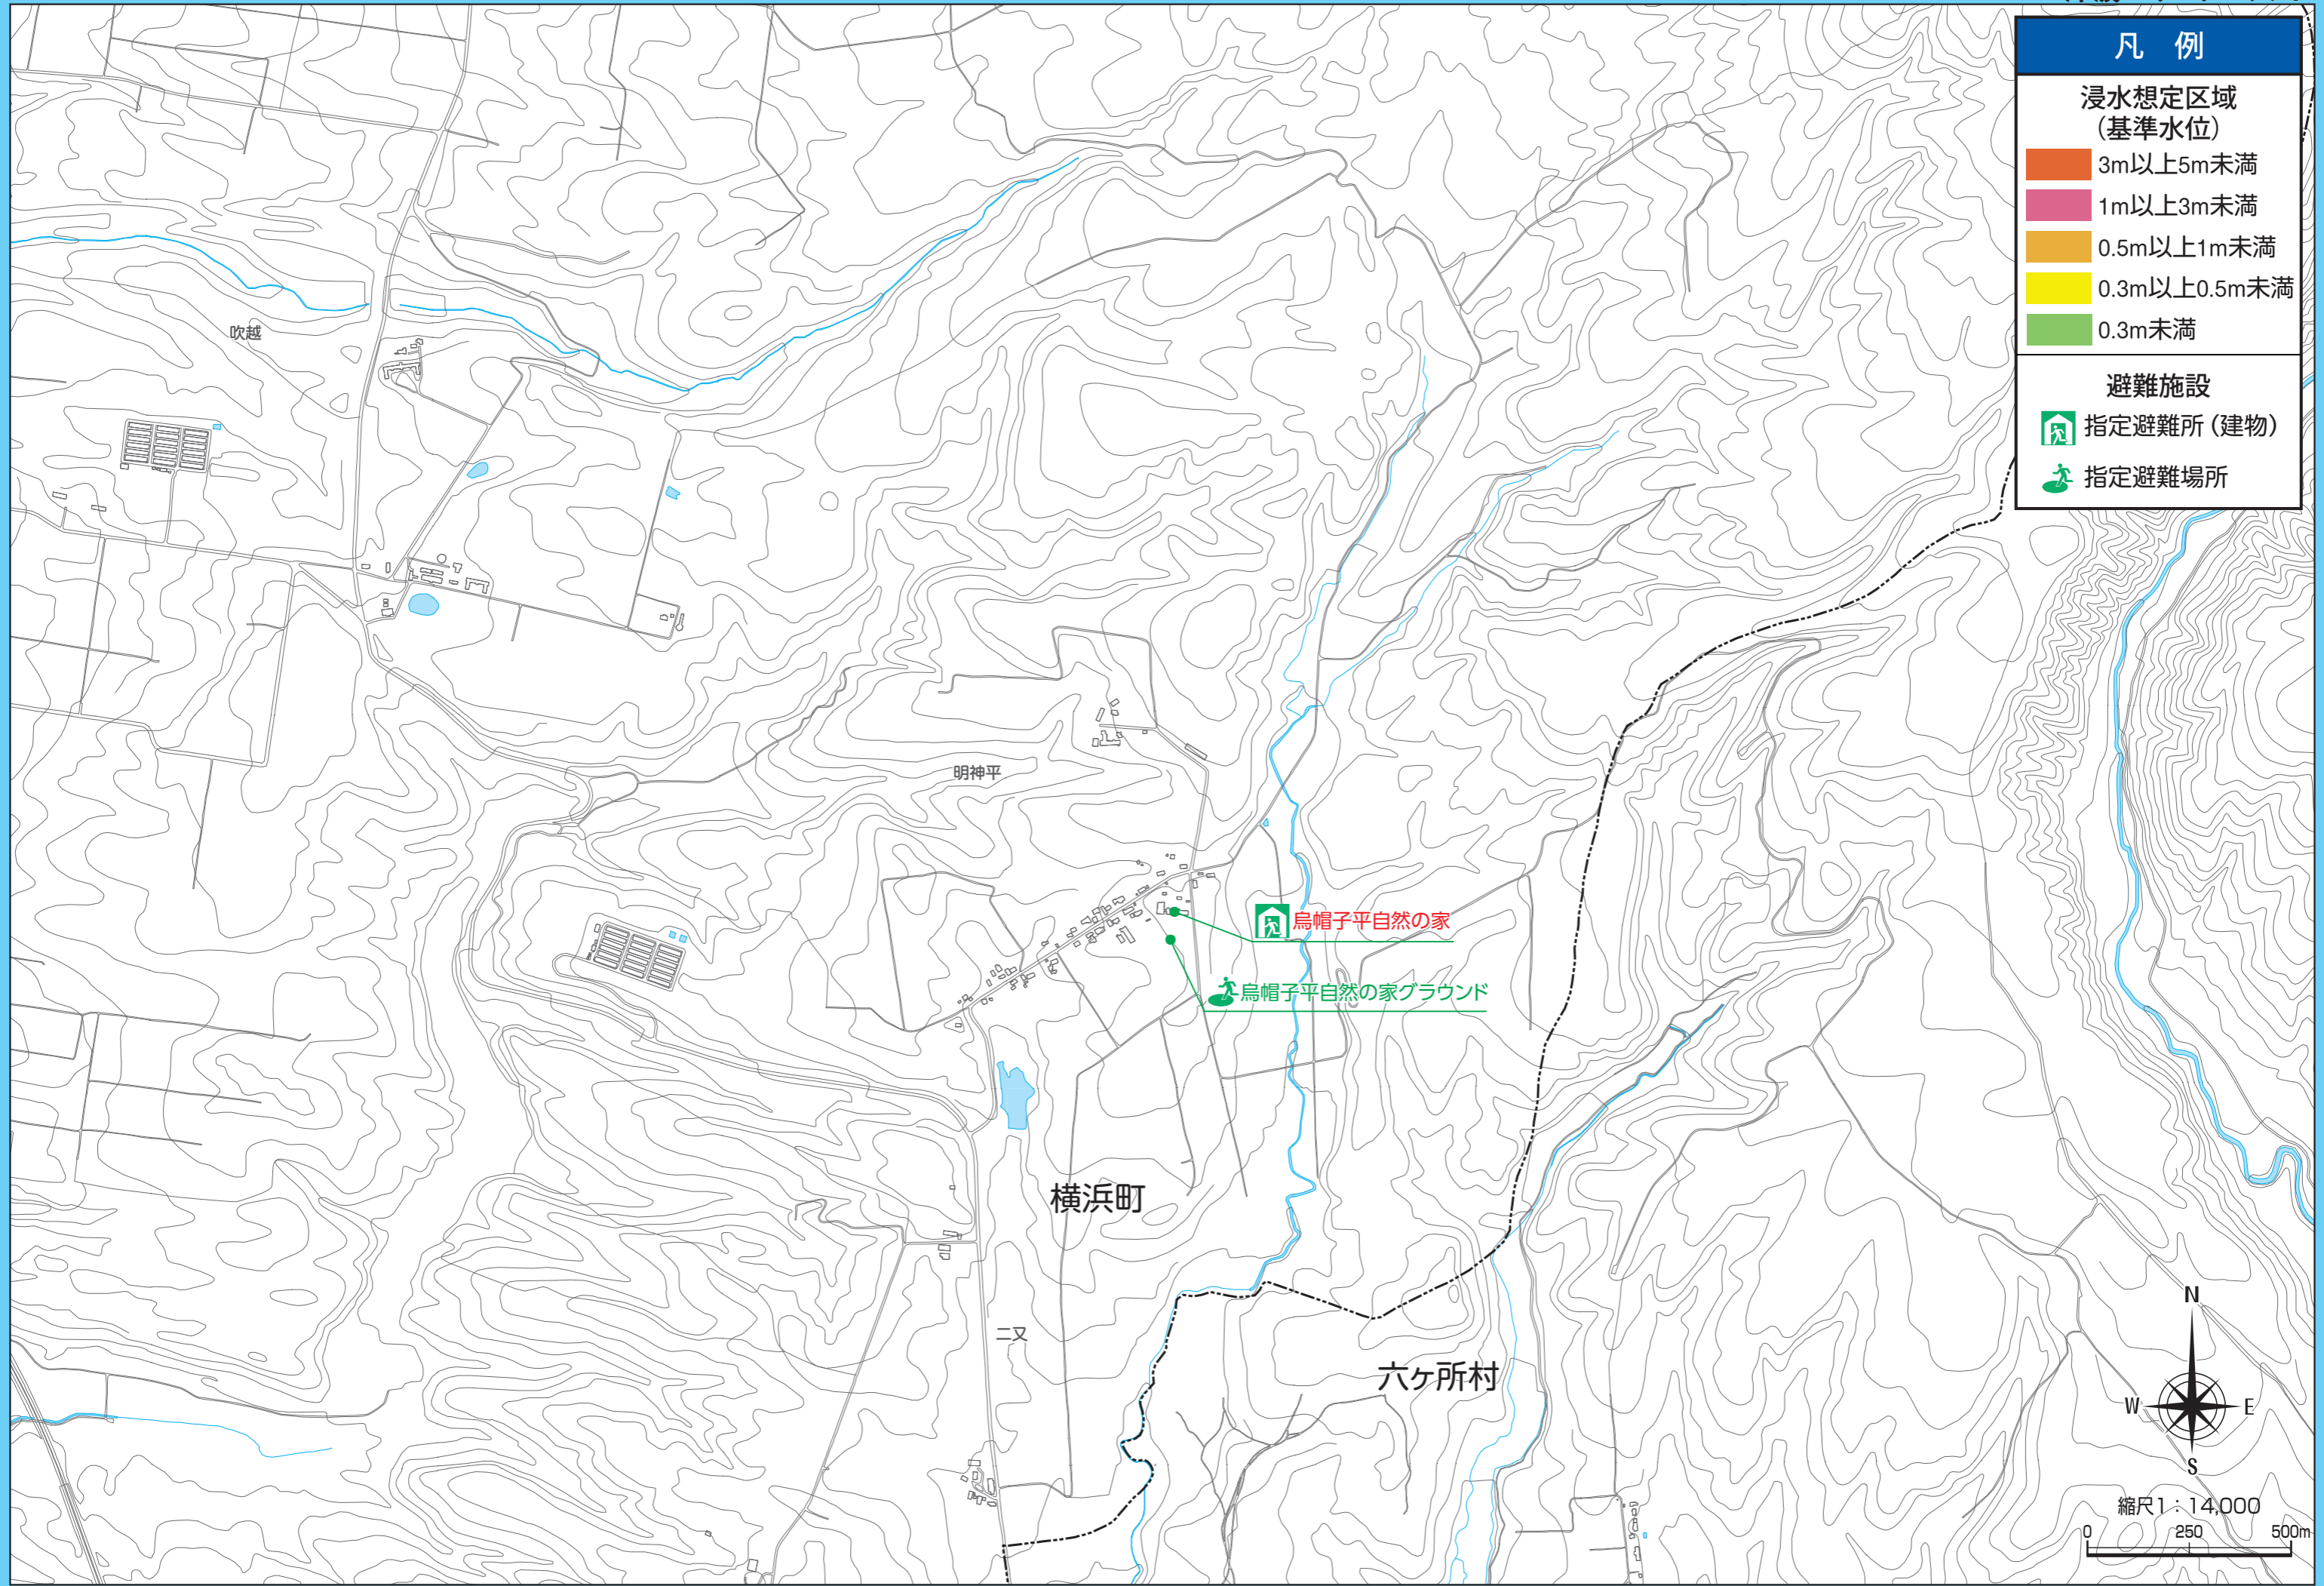 凡 例
浸水想定区域
(基準水位)
3m以上5m未満
1m以上3m未満
0.5m以上1m未満
0.3m以上0.5m未満
0.3m未満
避難施設
指定避難所(建物)
指定避難場所
吹越
明神平
烏帽子平自然の家
烏帽子平自然の家グラウンド
横浜町
二又
六ヶ所村
N
W E
S
縮尺1:14,000
0 250 500m